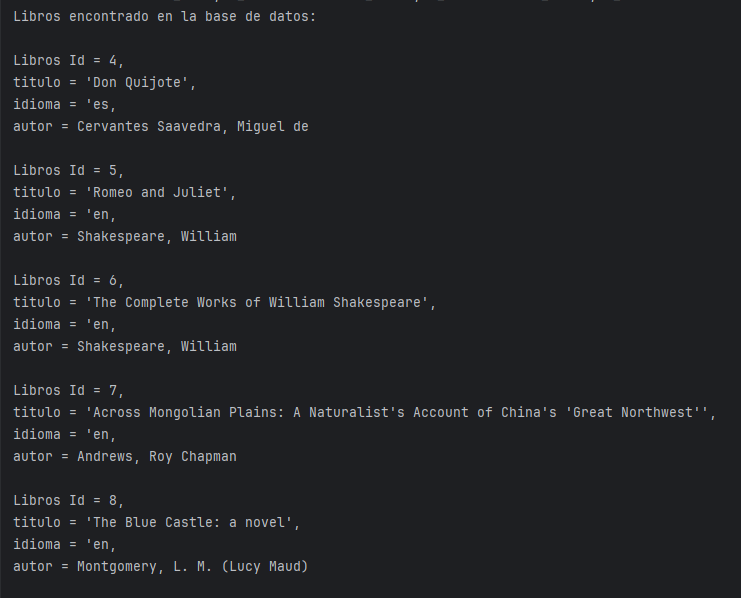 Libros encontrado en la base de datos:
Libros Id = 4,
titulo = 'Don Quijote',
idioma = 'es,
autor = Cervantes Saavedra, Miguel de
Libros Id = 5,
titulo = 'Romeo and Juliet',
idioma = 'en,
autor = Shakespeare, William
Libros Id = 6,
titulo = 'The Complete Works of William Shakespeare',
idioma = 'en,
autor = Shakespeare, William
Libros Id = 7,
titulo = 'Across Mongolian Plains: A Naturalist's Account of China's 'Great Northwest'',
idioma = 'en,
autor = Andrews, Roy Chapman
Libros Id = 8,
titulo = 'The Blue Castle: a novel',
idioma = 'en,
autor = Montgomery, L. M. (Lucy Maud)